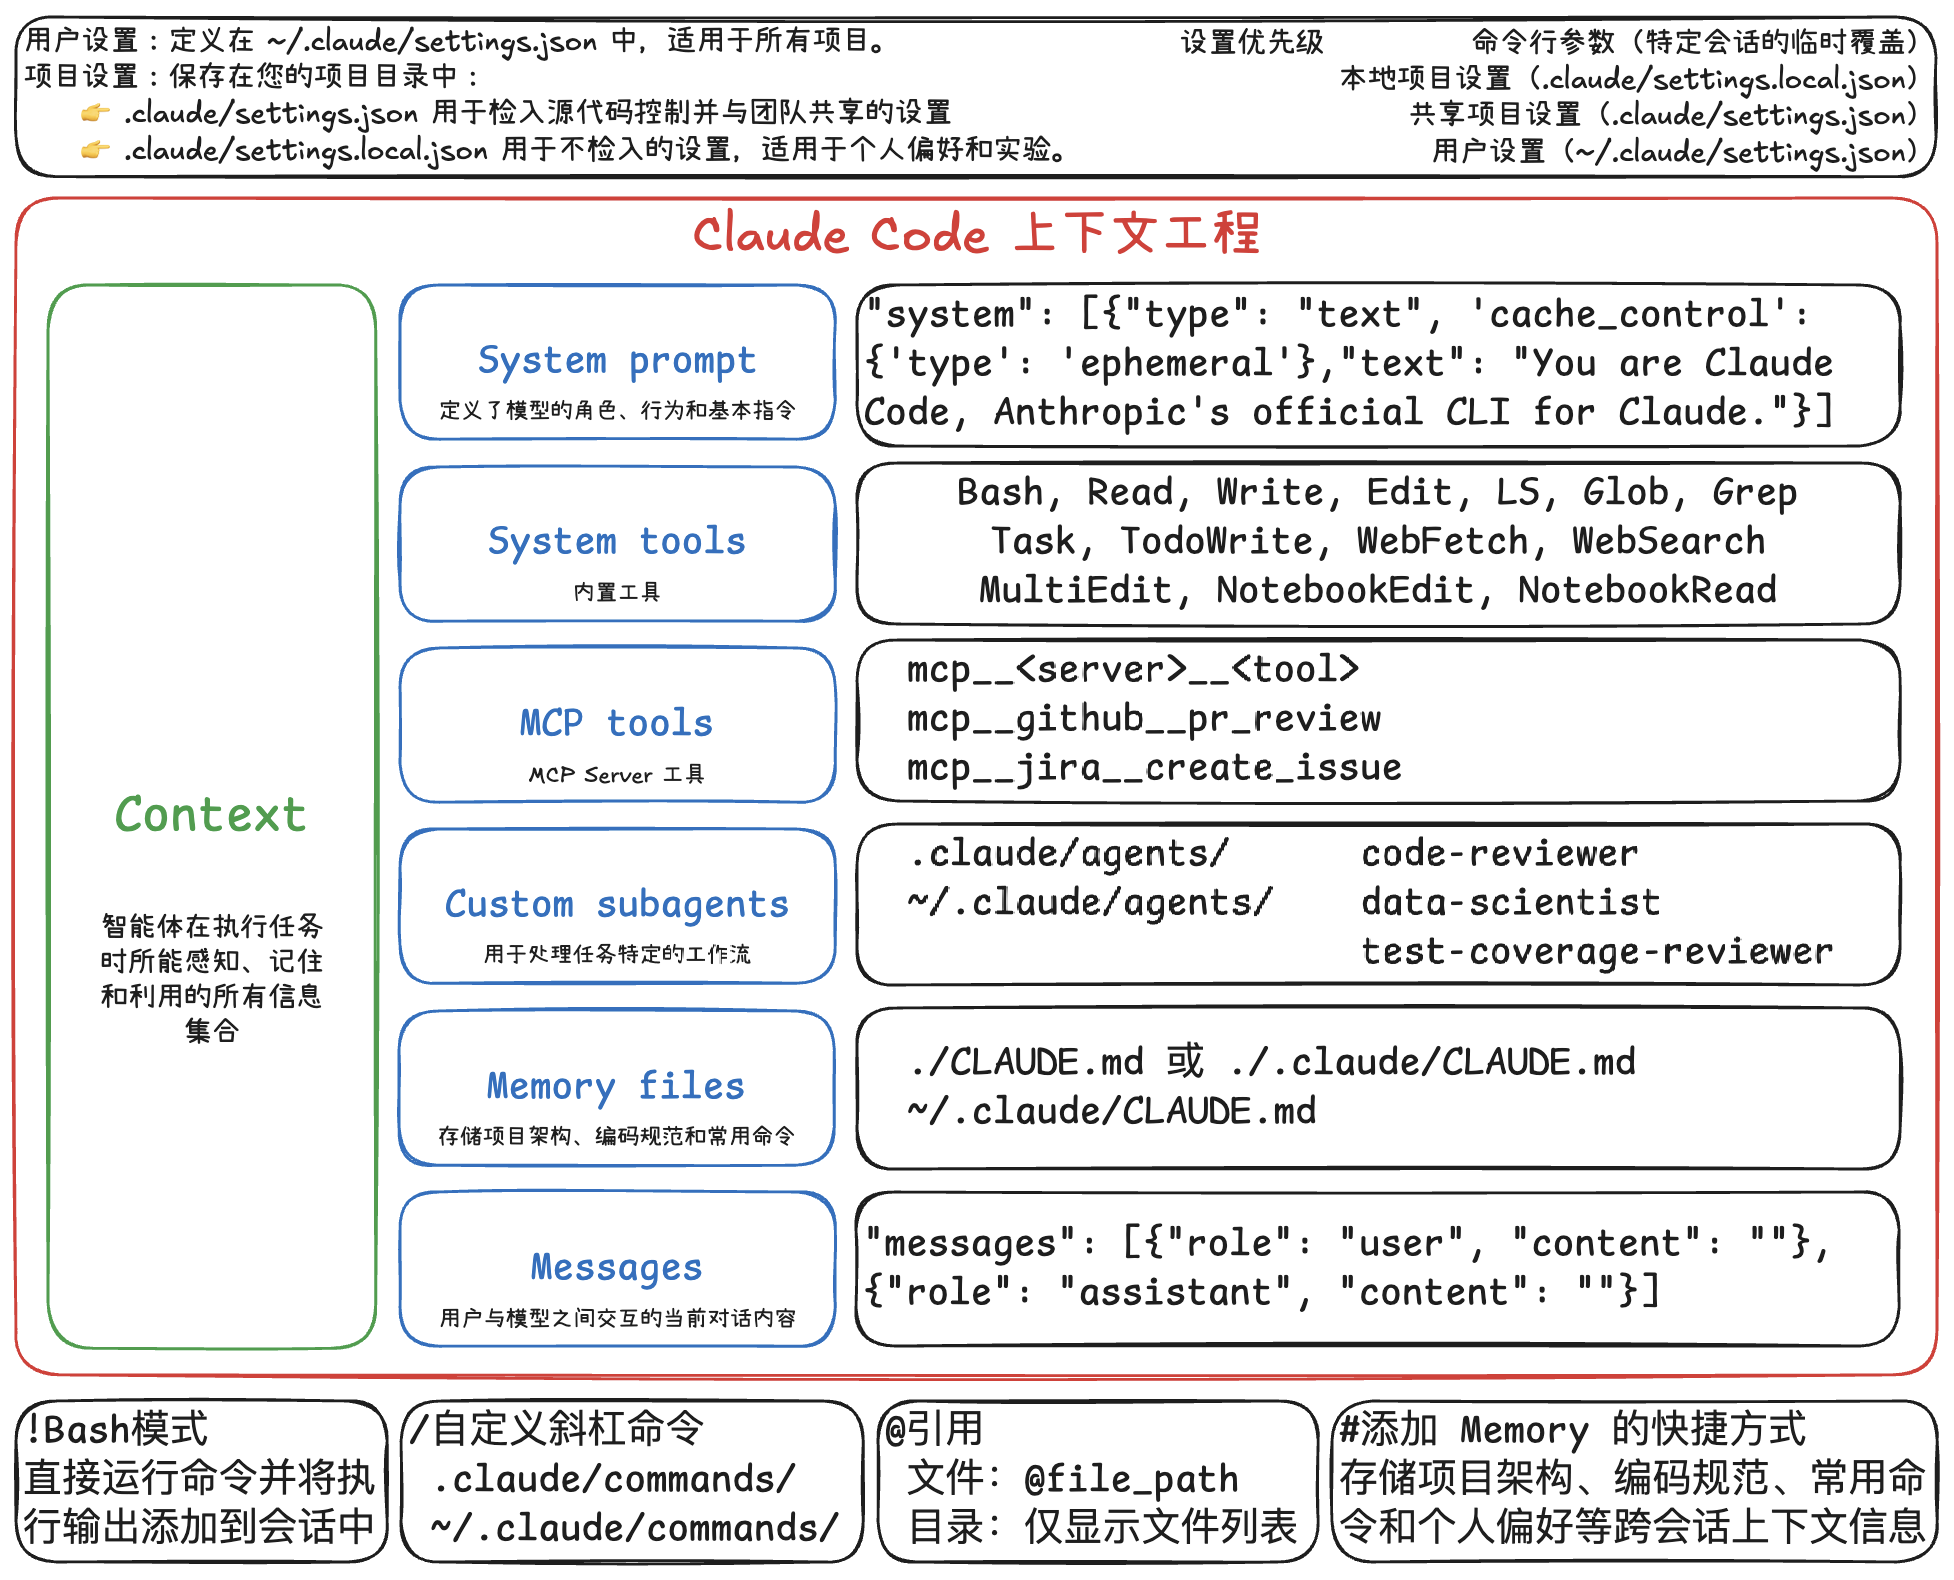 用户设置：定义在 ~/.claude/settings.json 中，适用于所有项目。
项目设置：保存在您的项目目录中：
👉 .claude/settings.json 用于检入源代码控制并与团队共享的设置
👉 .claude/settings.local.json 用于不检入的设置，适用于个人偏好和实验。
设置优先级
命令行参数（特定会话的临时覆盖）
本地项目设置（.claude/settings.local.json）
共享项目设置（.claude/settings.json）
用户设置（~/.claude/settings.json）
Claude Code 上下文工程
Context
智能体在执行任务
时所能感知、记住
和利用的所有信息
集合
System prompt
定义了模型的角色、行为和基本指令
"system": [{"type": "text", 'cache_control':
{'type': 'ephemeral'},"text": "You are Claude
Code, Anthropic's official CLI for Claude."}]
System tools
内置工具
Bash, Read, Write, Edit, LS, Glob, Grep
Task, TodoWrite, WebFetch, WebSearch
MultiEdit, NotebookEdit, NotebookRead
MCP tools
MCP Server 工具
mcp__<server>__<tool>
mcp__github__pr_review
mcp__jira__create_issue
Custom subagents
用于处理任务特定的工作流
.claude/agents/
~/.claude/agents/
code-reviewer
data-scientist
test-coverage-reviewer
Memory files
存储项目架构、编码规范和常用命令
./CLAUDE.md 或 ./.claude/CLAUDE.md
~/.claude/CLAUDE.md
Messages
用户与模型之间交互的当前对话内容
"messages": [{"role": "user", "content": ""},
{"role": "assistant", "content": ""}]
!Bash模式
直接运行命令并将执
行输出添加到会话中
/自定义斜杠命令
.claude/commands/
~/.claude/commands/
@引用
文件: @file_path
目录: 仅显示文件列表
#添加 Memory 的快捷方式
存储项目架构、编码规范、常用命
令和个人偏好等跨会话上下文信息